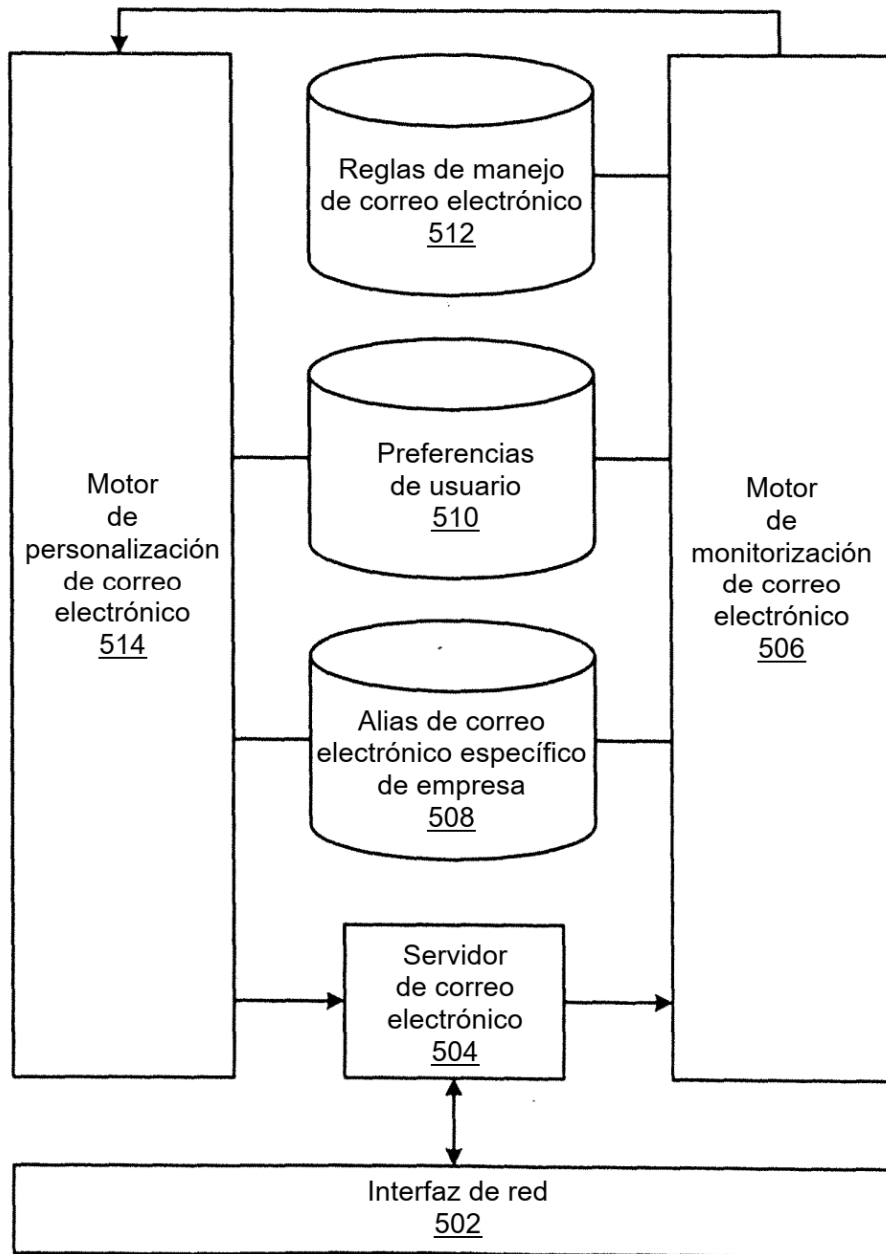 Reglas de manejo
de correo electrónico
512
Preferencias
de usuario
510
Motor
de
personalización
de correo
electrónico
514
Motor
de
monitorización
de correo
electrónico
506
Alias de correo
electrónico específico
de empresa
508
Servidor
de correo
electrónico
504
Interfaz de red
502